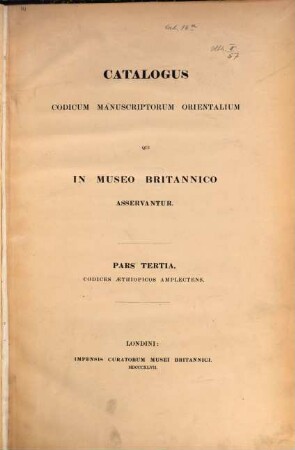 CATALOGUS
CODICUM MANUSCRIPTORUM ORIENTALIUM
QUI
IN MUSEO BRITANNICO
ASSERVANTUR.
PARS TERTIA,
CODICES ÆTHIOPICOS AMPLECTENS.
LONDINI:
IMPENSIS CURATORUM MUSEI BRITANNICI.
MDCCCXLVII.